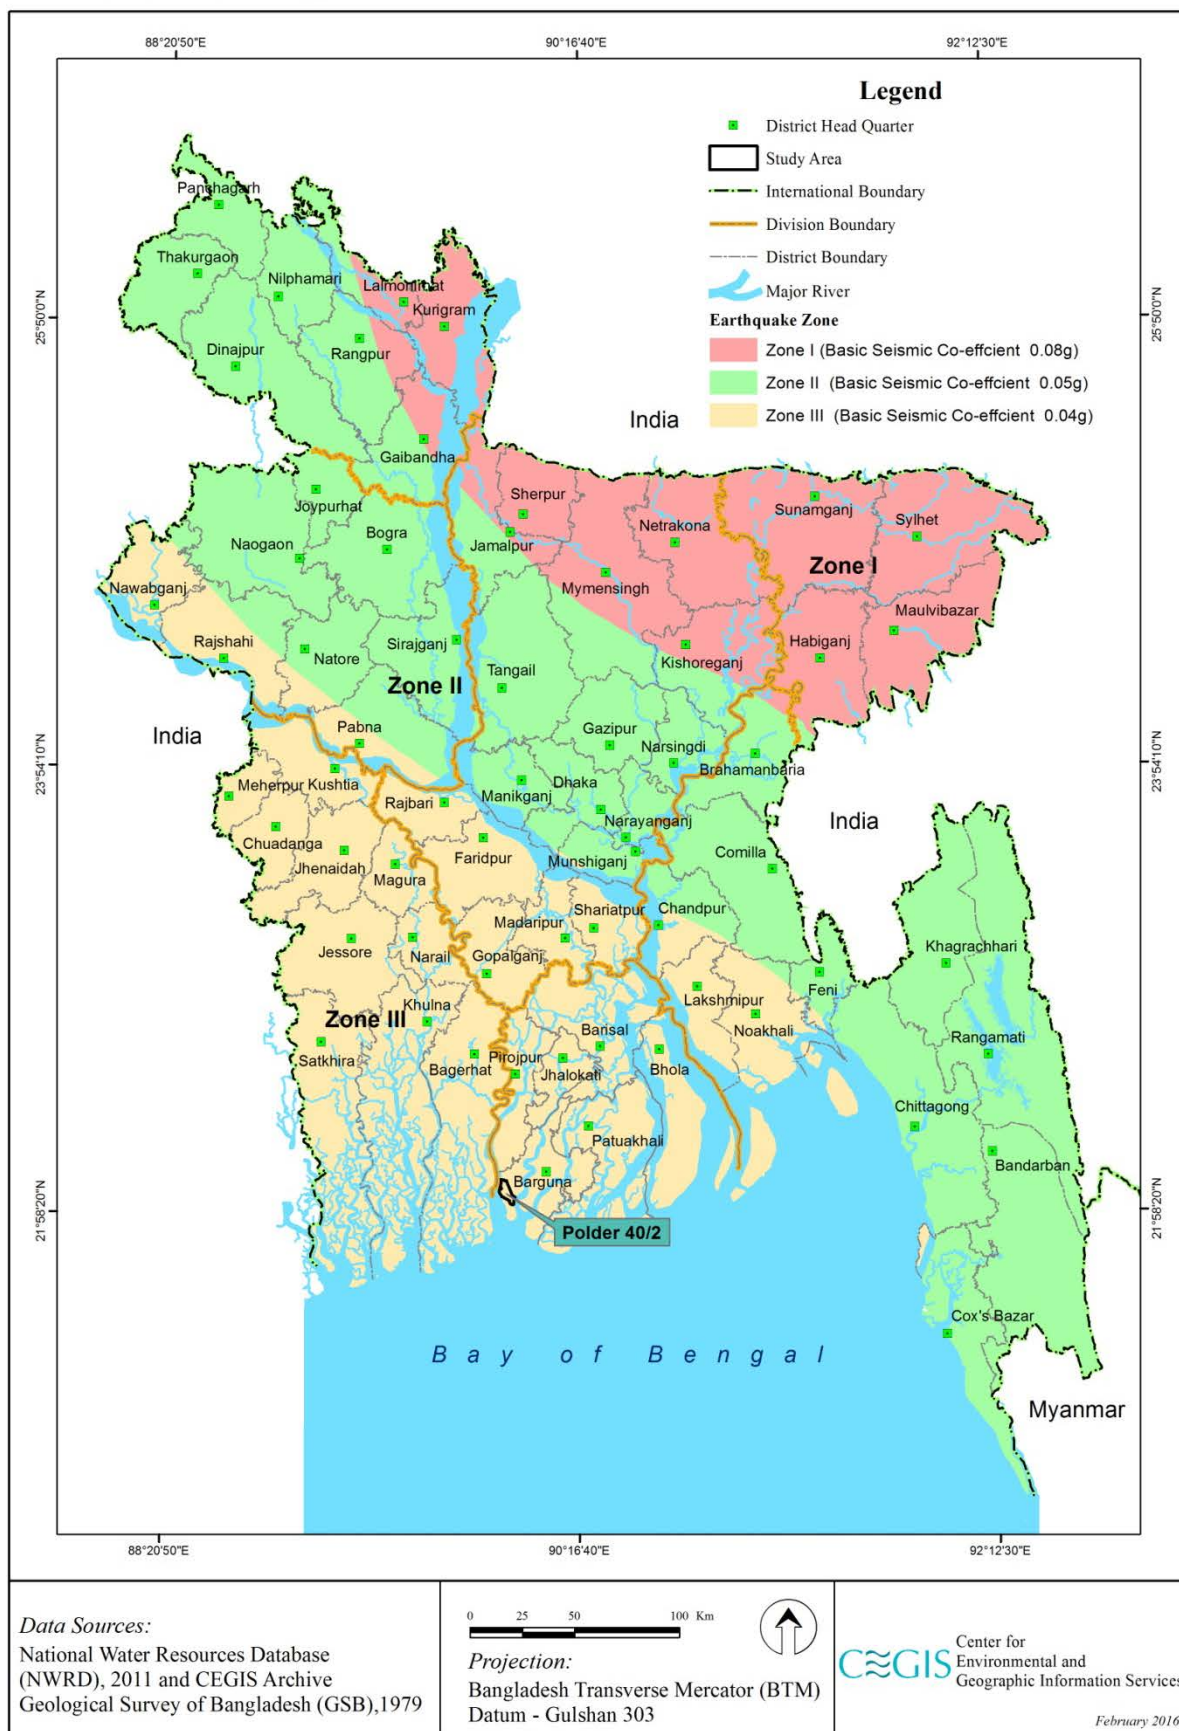 88°20'50"E
90°16'40"E
92°12'30"E
Legend
District Head Quarter
Study Area
International Boundary
Division Boundary
District Boundary
Major River
Earthquake Zone
Zone I (Basic Seismic Co-effcient 0.08g)
Zone II (Basic Seismic Co-effcient 0.05g)
Zone III (Basic Seismic Co-effcient 0.04g)
Panchagarh
Thakurgaon
Nilphamari
Lalmonirhat
Kurigram
25°50'0"N
25°50'0"N
Dinajpur
Rangpur
India
Gaibandha
Joypurhat
Sherpur
Sunamganj
Sylhet
Netrakona
Bogra
Jamalpur
Naogaon
Zone I
Nawabganj
Mymensingh
Maulvibazar
Rajshahi
Sirajganj
Habiganj
Natore
Kishoreganj
Tangail
Zone II
Pabna
Gazipur
India
Narsingdi
23°54'10"N
23°54'10"N
Brahamanbaria
Meherpur
Kushtia
Manikganj
Dhaka
Rajbari
Narayanganj
India
Chuadanga
Faridpur
Munshiganj
Comilla
Jhenaidah
Magura
Shariatpur
Madaripur
Chandpur
Jessore
Narail
Gopalganj
Khagrachhari
Khulna
Lakshmipur
Feni
Zone III
Noakhali
Satkhira
Barisal
Rangamati
Pirojpur
Bagerhat
Jhalokati
Bhola
Chittagong
Patuakhali
Bandarban
Barguna
21°58'20"N
21°58'20"N
Polder 40/2
Cox's Bazar
Bay of Bengal
Myanmar
88°20'50"E
90°16'40"E
92°12'30"E
Data Sources:
National Water Resources Database
(NWRD), 2011 and CEGIS Archive
Geological Survey of Bangladesh (GSB),1979
0 25 50 100 Km
Projection:
Bangladesh Transverse Mercator (BTM)
Datum - Gulshan 303
CEGIS
Center for
Environmental and
Geographic Information Services
February 2016